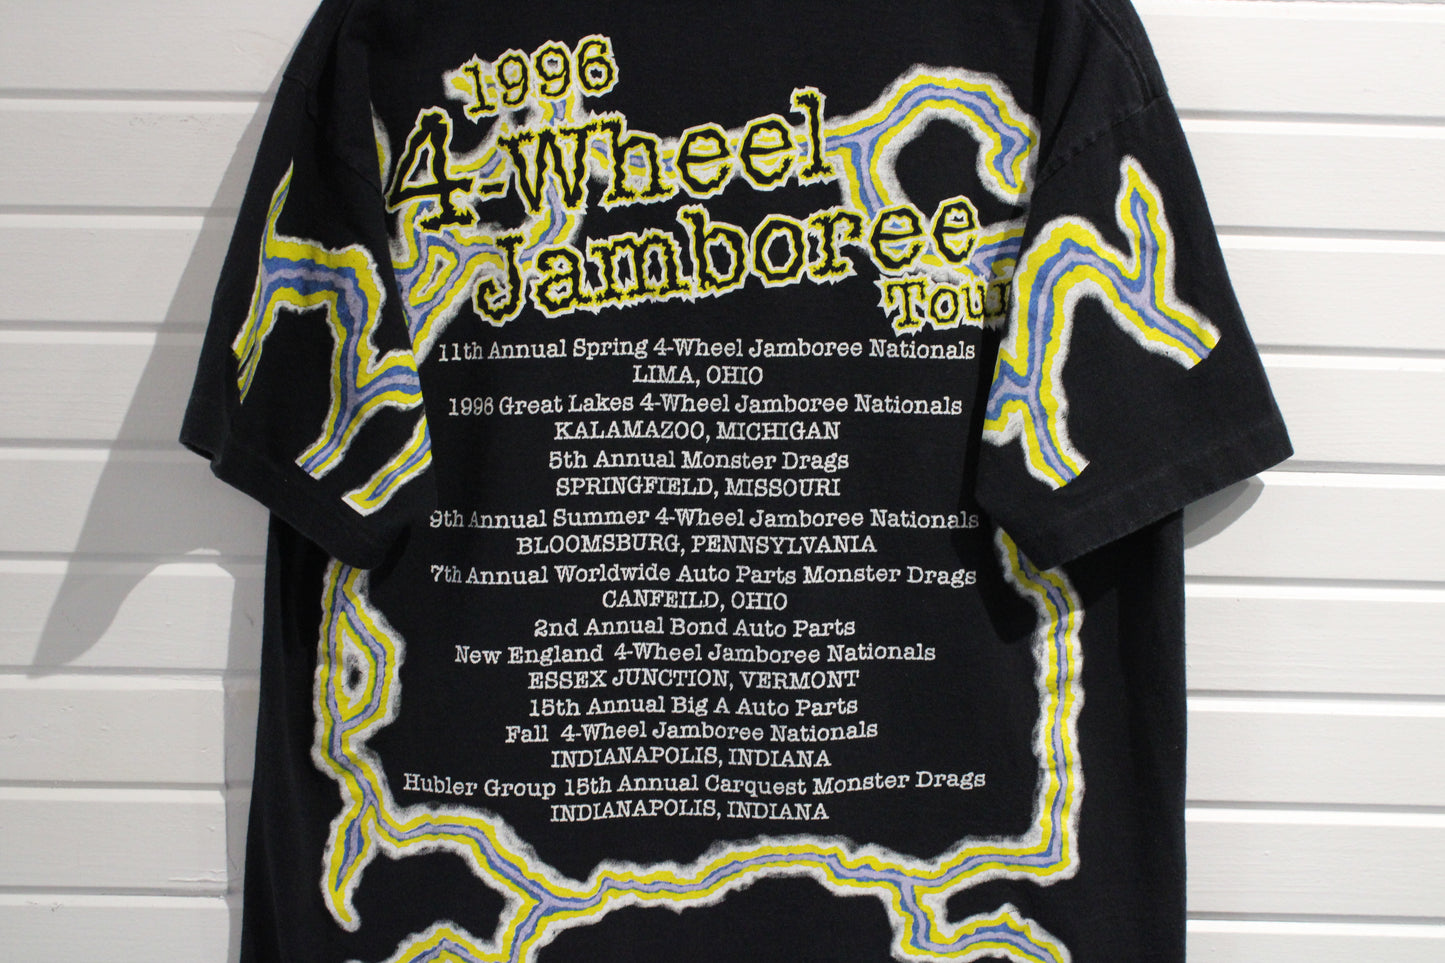 1996
4-Wheel
Jamboree
Tour
11th Annual Spring 4-Wheel Jamboree Nationals
LIMA, OHIO
1996 Great Lakes 4-Wheel Jamboree Nationals
KALAMAZOO, MICHIGAN
5th Annual Monster Drags
SPRINGFIELD, MISSOURI
9th Annual Summer 4-Wheel Jamboree Nationals
BLOOMSBURG, PENNSYLVANIA
7th Annual Worldwide Auto Parts Monster Drags
CANFEILD, OHIO
2nd Annual Bond Auto Parts
New England 4-Wheel Jamboree Nationals
ESSEX JUNCTION, VERMONT
15th Annual Big A Auto Parts
Fall 4-Wheel Jamboree Nationals
INDIANAPOLIS, INDIANA
Hubler Group 15th Annual Carquest Monster Drags
INDIANAPOLIS, INDIANA